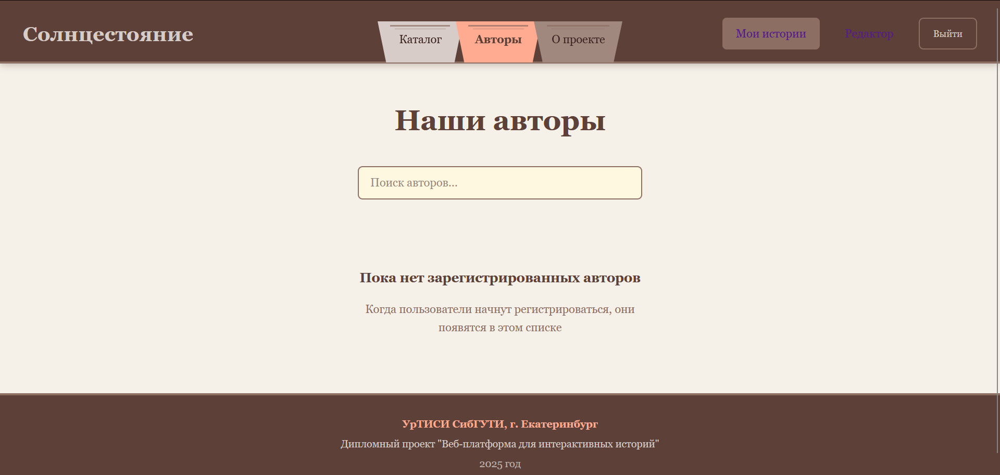 Солнцестояние
Каталог
Авторы
О проекте
Мои истории
Редактор
Выйти
Наши авторы
Поиск авторов...
Пока нет зарегистрированных авторов
Когда пользователи начнут регистрироваться, они
появятся в этом списке
УрТИСИ СибГУТИ, г. Екатеринбург
Дипломный проект "Веб-платформа для интерактивных историй"
2025 год